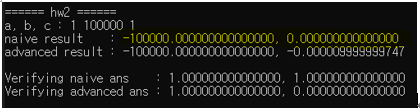 ====== hw2 ======
a, b, c : 1 100000 1
naive result    : -100000.000000000000000, 0.000000000000000
advanced result : -100000.000000000000000, -0.000009999999747
Verifying naive ans    : 1.000000000000000, 1.000000000000000
Verifying advanced ans : 1.000000000000000, 0.000000000000000